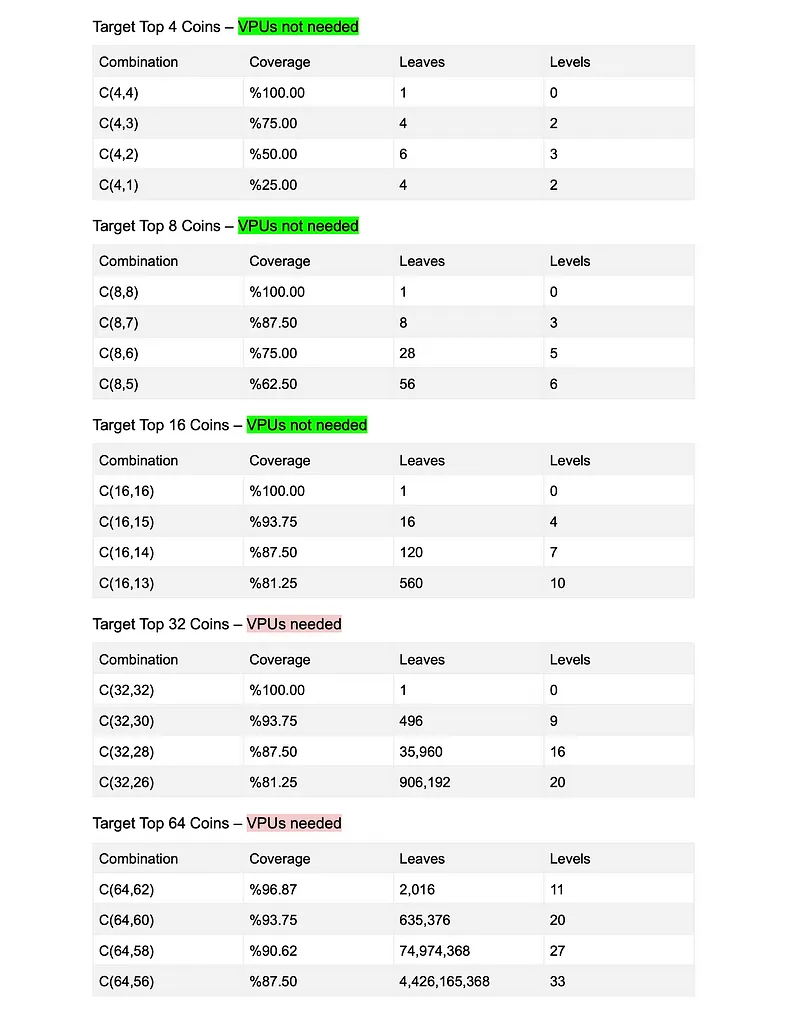 Target Top 4 Coins – VPUs not needed
Combination Coverage Leaves Levels
C(4,4) %100.00 1 0
C(4,3) %75.00 4 2
C(4,2) %50.00 6 3
C(4,1) %25.00 4 2
Target Top 8 Coins – VPUs not needed
Combination Coverage Leaves Levels
C(8,8) %100.00 1 0
C(8,7) %87.50 8 3
C(8,6) %75.00 28 5
C(8,5) %62.50 56 6
Target Top 16 Coins – VPUs not needed
Combination Coverage Leaves Levels
C(16,16) %100.00 1 0
C(16,15) %93.75 16 4
C(16,14) %87.50 120 7
C(16,13) %81.25 560 10
Target Top 32 Coins – VPUs needed
Combination Coverage Leaves Levels
C(32,32) %100.00 1 0
C(32,30) %93.75 496 9
C(32,28) %87.50 35,960 16
C(32,26) %81.25 906,192 20
Target Top 64 Coins – VPUs needed
Combination Coverage Leaves Levels
C(64,62) %96.87 2,016 11
C(64,60) %93.75 635,376 20
C(64,58) %90.62 74,974,368 27
C(64,56) %87.50 4,426,165,368 33